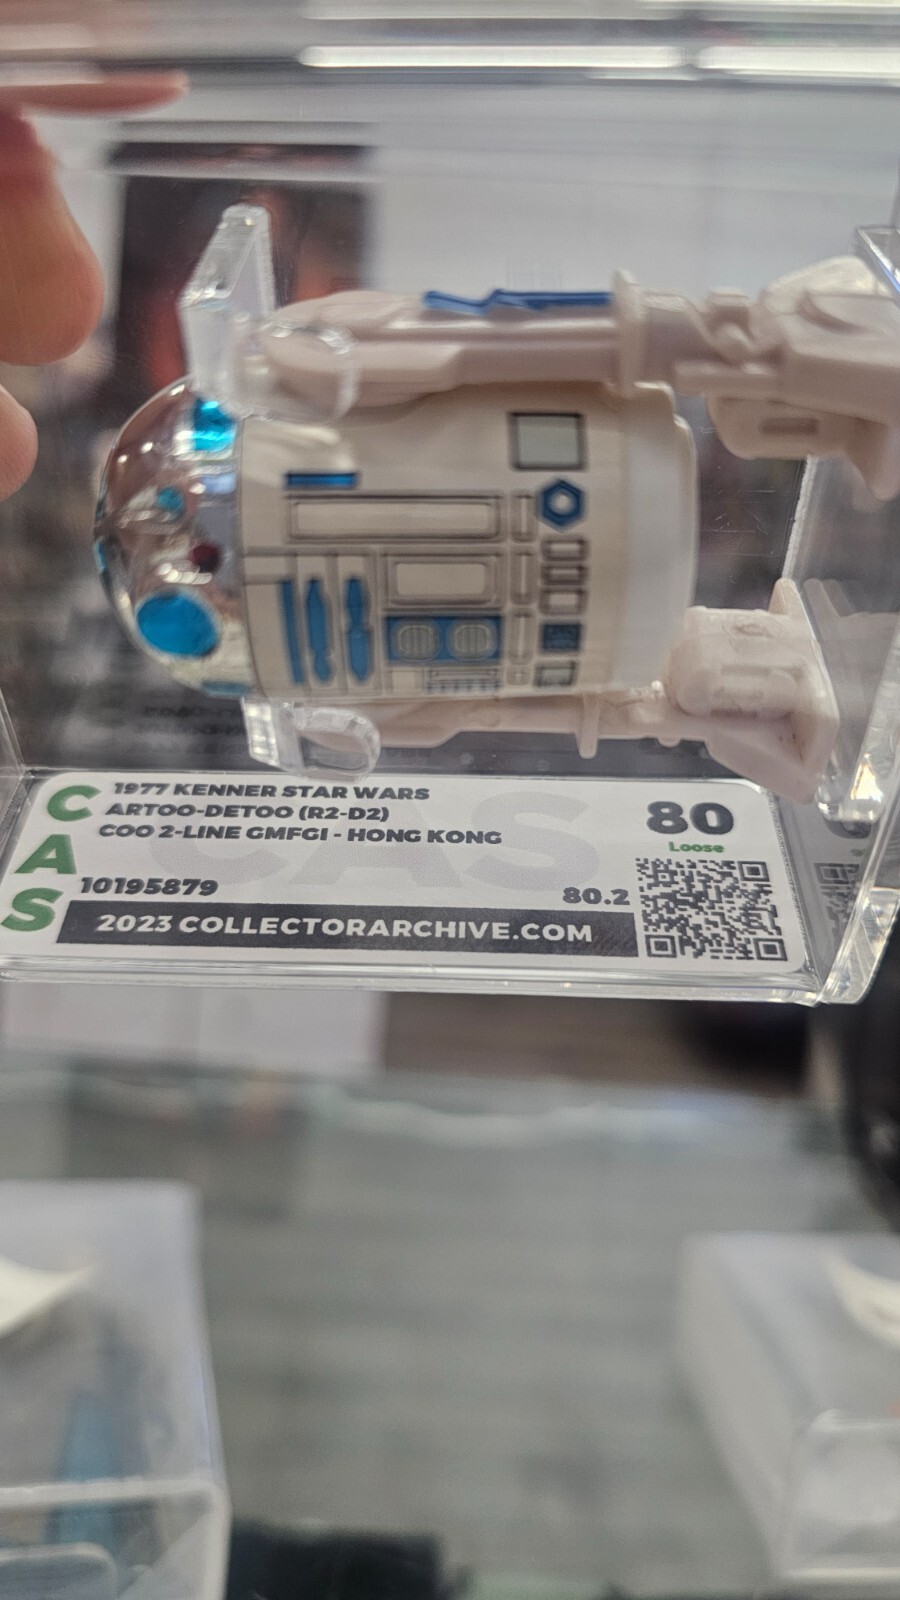 CAS
1977 KENNER STAR WARS
ARTOO-DETOO (R2-D2)
COO 2-LINE GMFGI - HONG KONG
10195879
80
Loose
80.2
2023 COLLECTORARCHIVE.COM